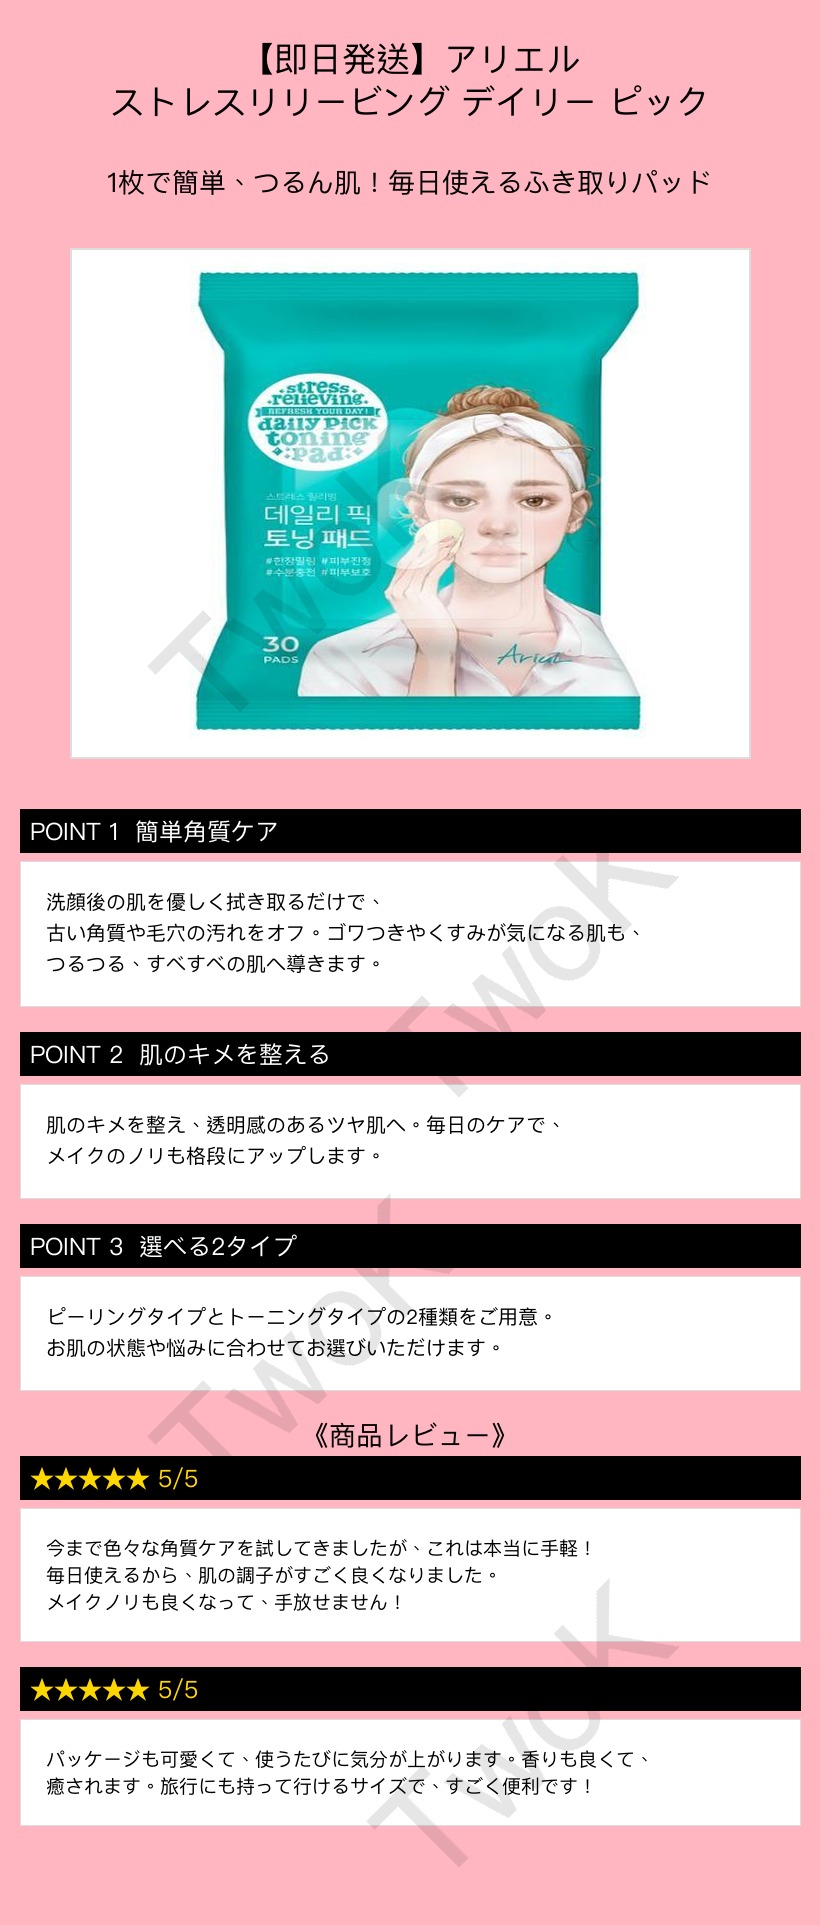 【即日発送】アリエル
ストレスリリービング デイリー ピック
1枚で簡単、つるん肌！毎日使えるふき取りパッド
stress
relieving
REFRESH YOUR DAY!
daily pick
toning
pad
스트레스 릴리빙
데일리 픽
토닝 패드
#한장밀링 #피부진정
#수분충전 #피부보호
30
PADS
Ariul
POINT 1 簡単角質ケア
洗顔後の肌を優しく拭き取るだけで、
古い角質や毛穴の汚れをオフ。ゴワつきやくすみが気になる肌も、
つるつる、すべすべの肌へ導きます。
POINT 2 肌のキメを整える
肌のキメを整え、透明感のあるツヤ肌へ。毎日のケアで、
メイクのノリも格段にアップします。
POINT 3 選べる2タイプ
ピーリングタイプとトーニングタイプの2種類をご用意。
お肌の状態や悩みに合わせてお選びいただけます。
《商品レビュー》
★★★★★ 5/5
今まで色々な角質ケアを試してきましたが、これは本当に手軽！
毎日使えるから、肌の調子がすごく良くなりました。
メイクノリも良くなって、手放せません！
★★★★★ 5/5
パッケージも可愛くて、使うたびに気分が上がります。香りも良くて、
癒されます。旅行にも持って行けるサイズで、すごく便利です！
TwoK
TwoK
TwoK
TwoK